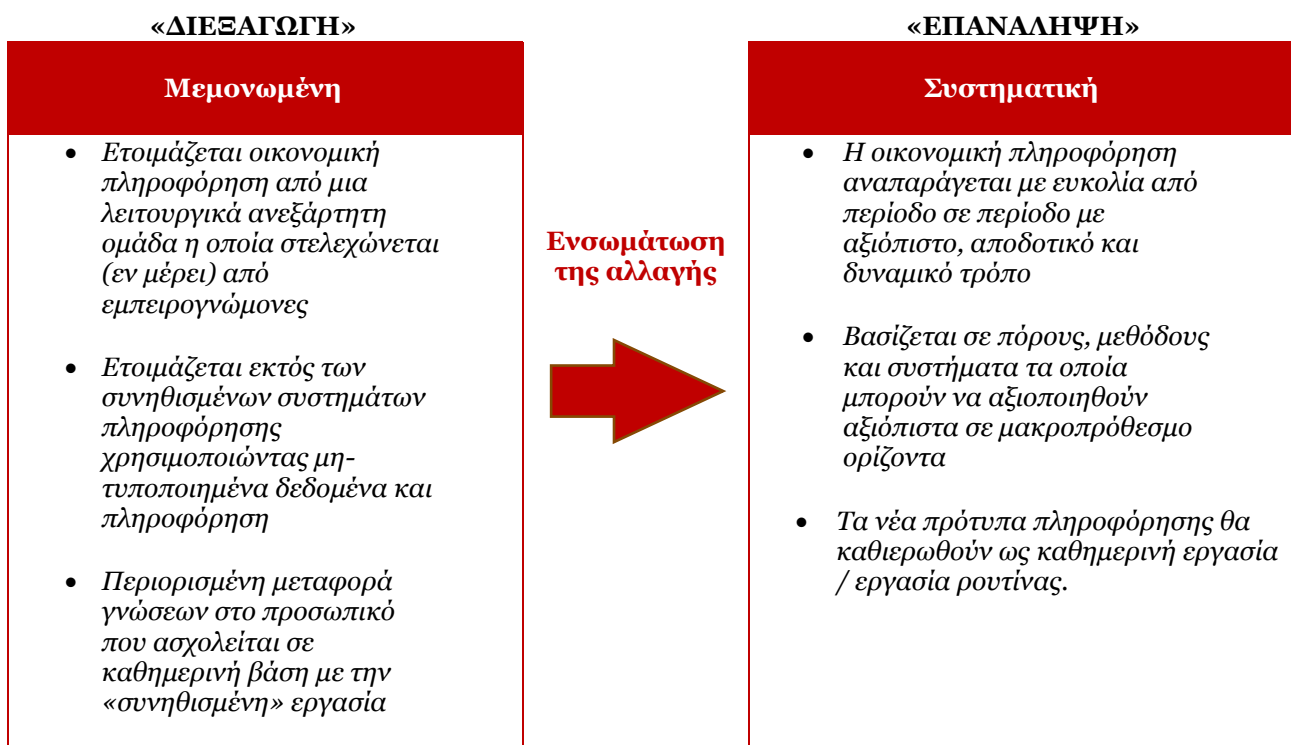 «ΔΙΕΞΑΓΩΓΗ»
Μεμονωμένη
• Ετοιμάζεται οικονομική
πληροφόρηση από μια
λειτουργικά ανεξάρτητη
ομάδα η οποία στελεχώνεται
(εν μέρει) από
εμπειρογνώμονες
• Ετοιμάζεται εκτός των
συνηθισμένων συστημάτων
πληροφόρησης
χρησιμοποιώντας μη-
τυποποιημένα δεδομένα και
πληροφόρηση
• Περιορισμένη μεταφορά
γνώσεων στο προσωπικό
που ασχολείται σε
καθημερινή βάση με την
«συνηθισμένη» εργασία
Ενσωμάτωση
της αλλαγής
«ΕΠΑΝΑΛΗΨΗ»
Συστηματική
• Η οικονομική πληροφόρηση
αναπαράγεται με ευκολία από
περίοδο σε περίοδο με
αξιόπιστο, αποδοτικό και
δυναμικό τρόπο
• Βασίζεται σε πόρους, μεθόδους
και συστήματα τα οποία
μπορούν να αξιοποιηθούν
αξιόπιστα σε μακροπρόθεσμο
ορίζοντα
• Τα νέα πρότυπα πληροφόρησης θα
καθιερωθούν ως καθημερινή εργασία
/ εργασία ρουτίνας.